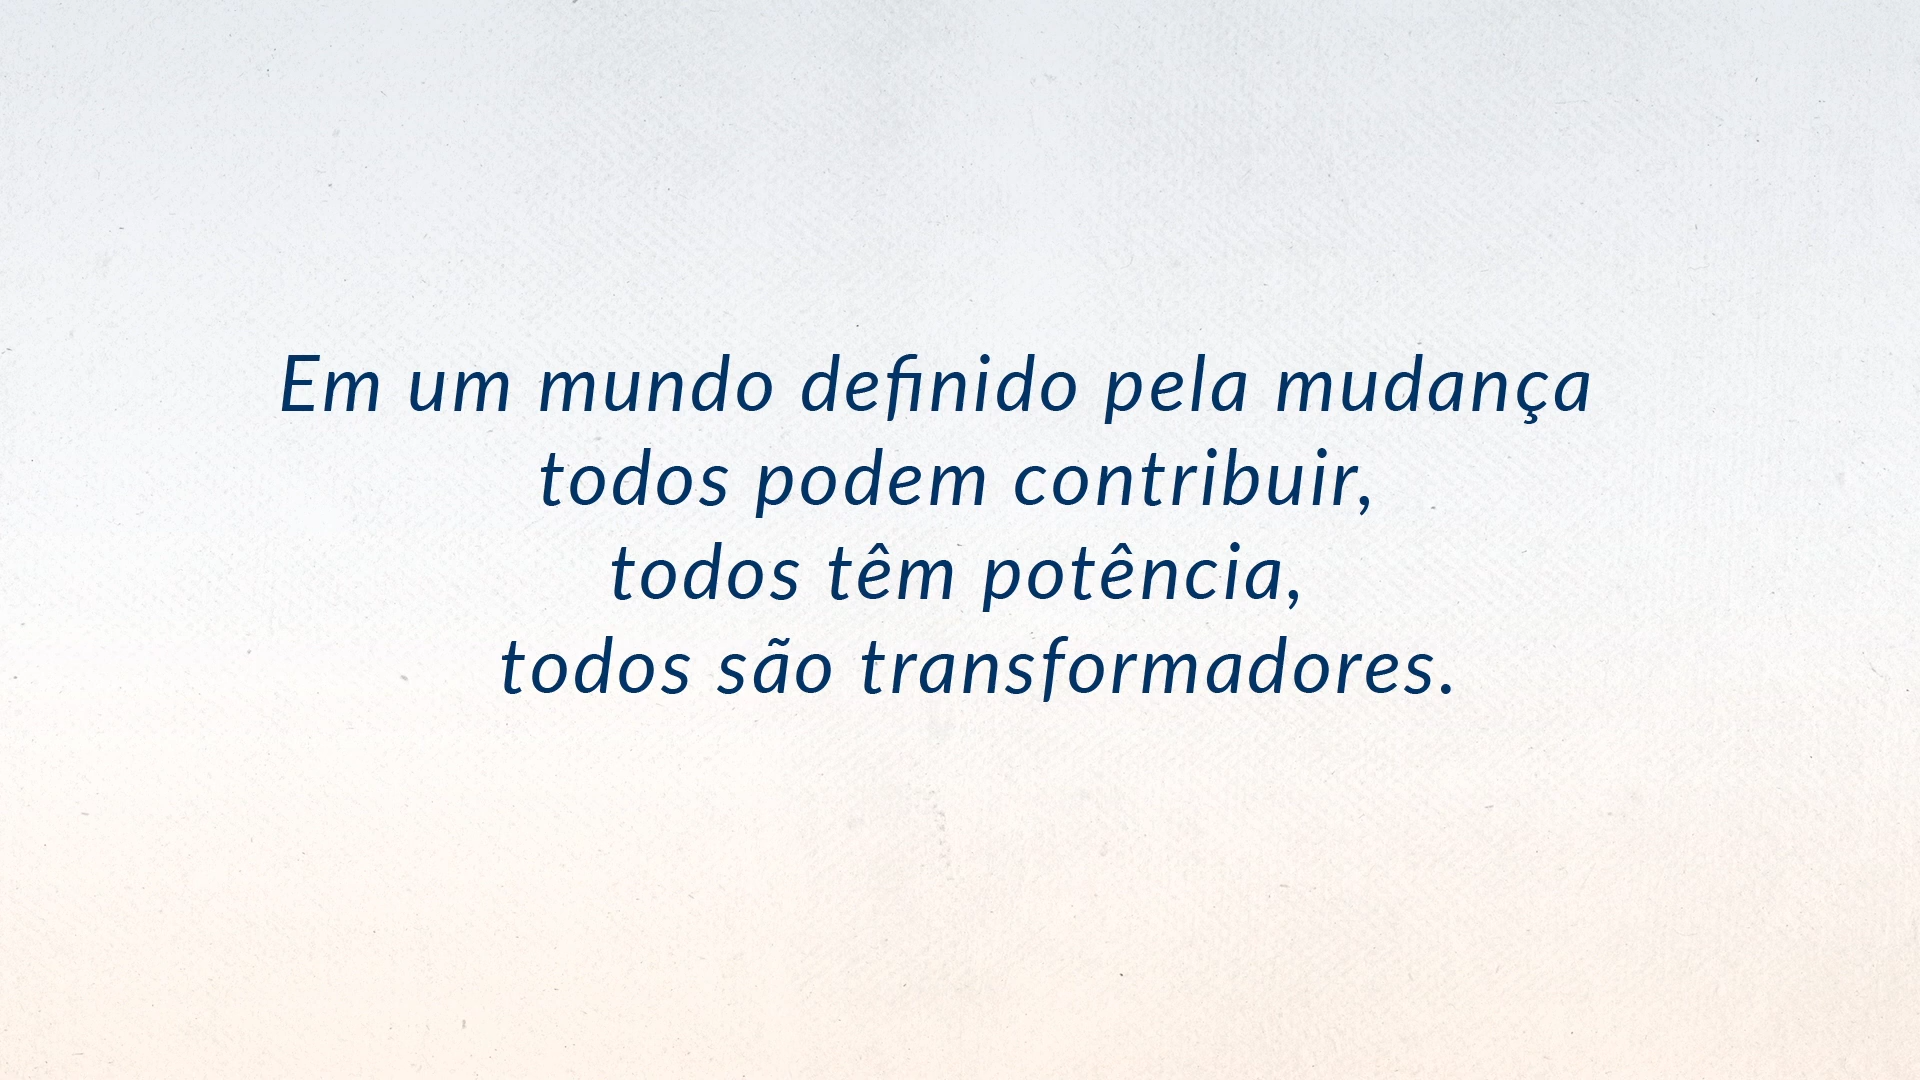 Em um mundo definido pela mudança
todos podem contribuir,
todos têm potência,
todos são transformadores.